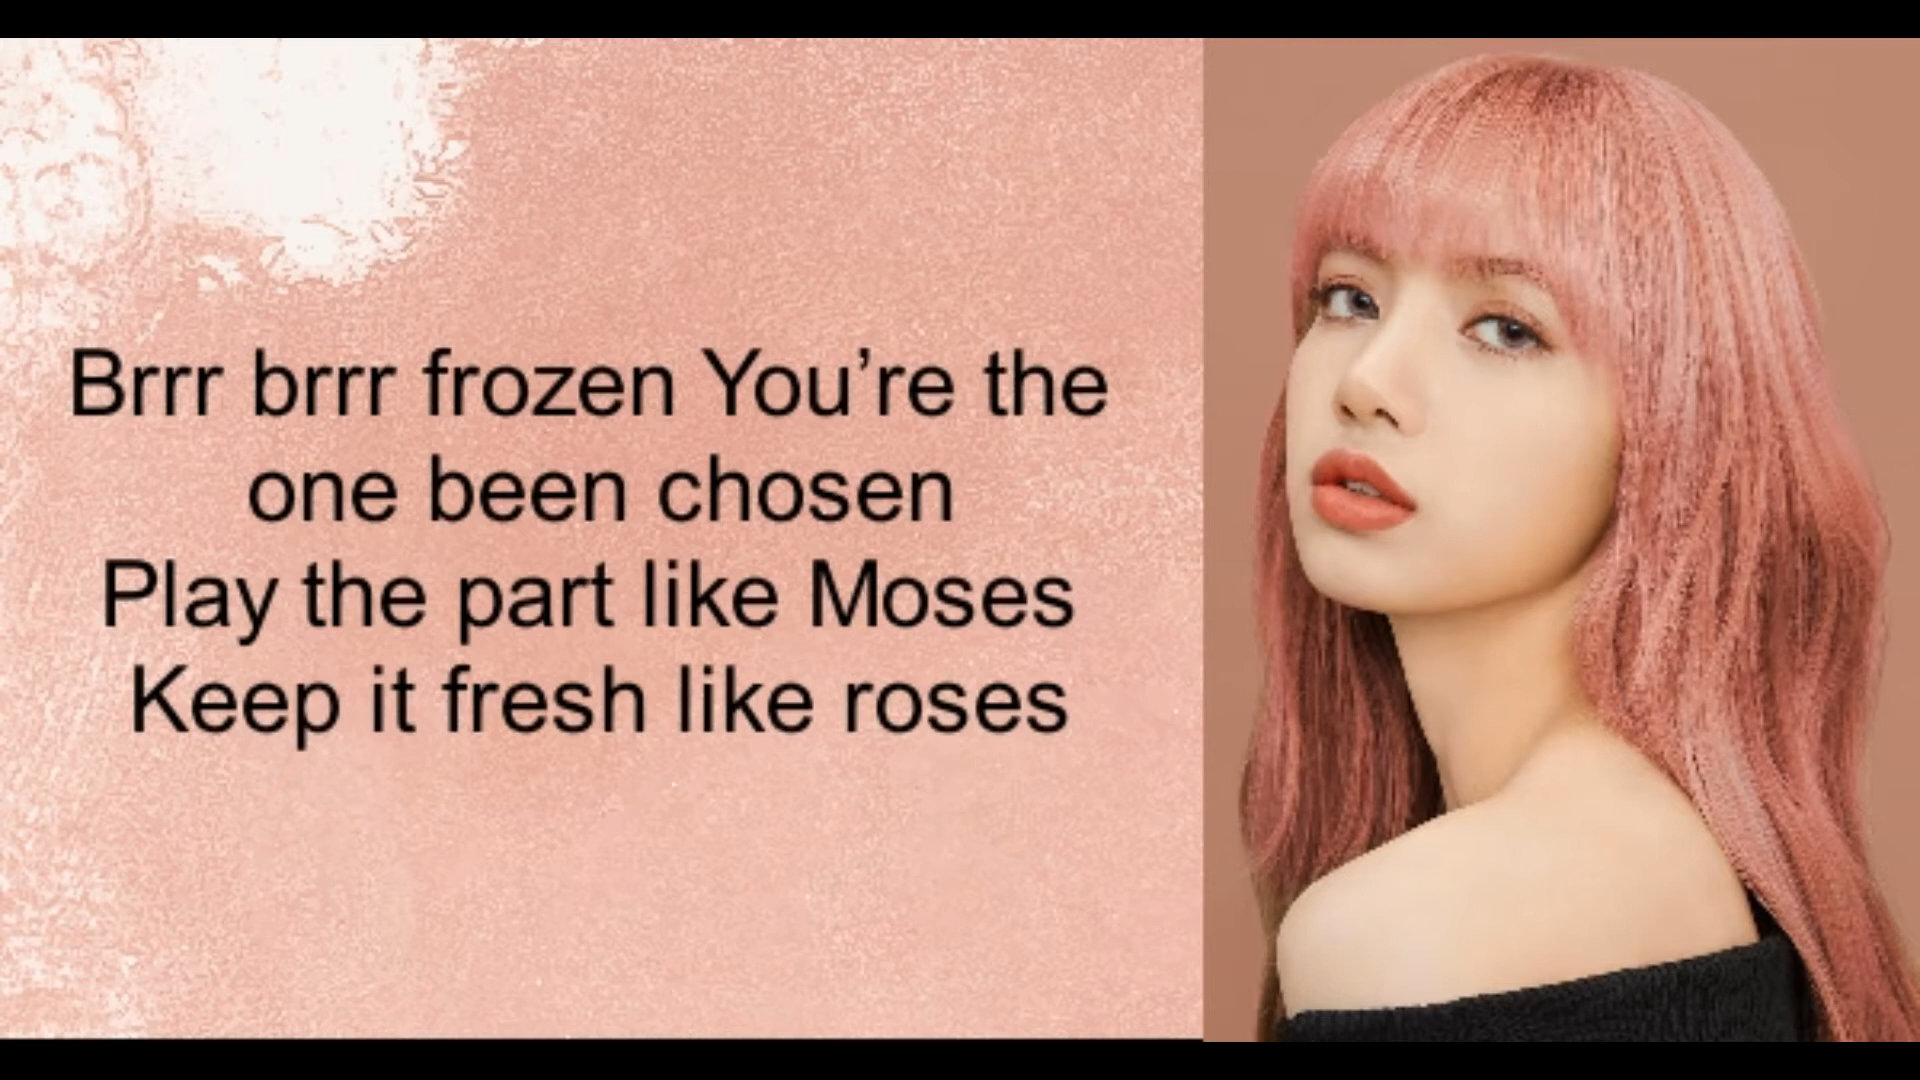 Brrr brrr frozen You’re the
one been chosen
Play the part like Moses
Keep it fresh like roses